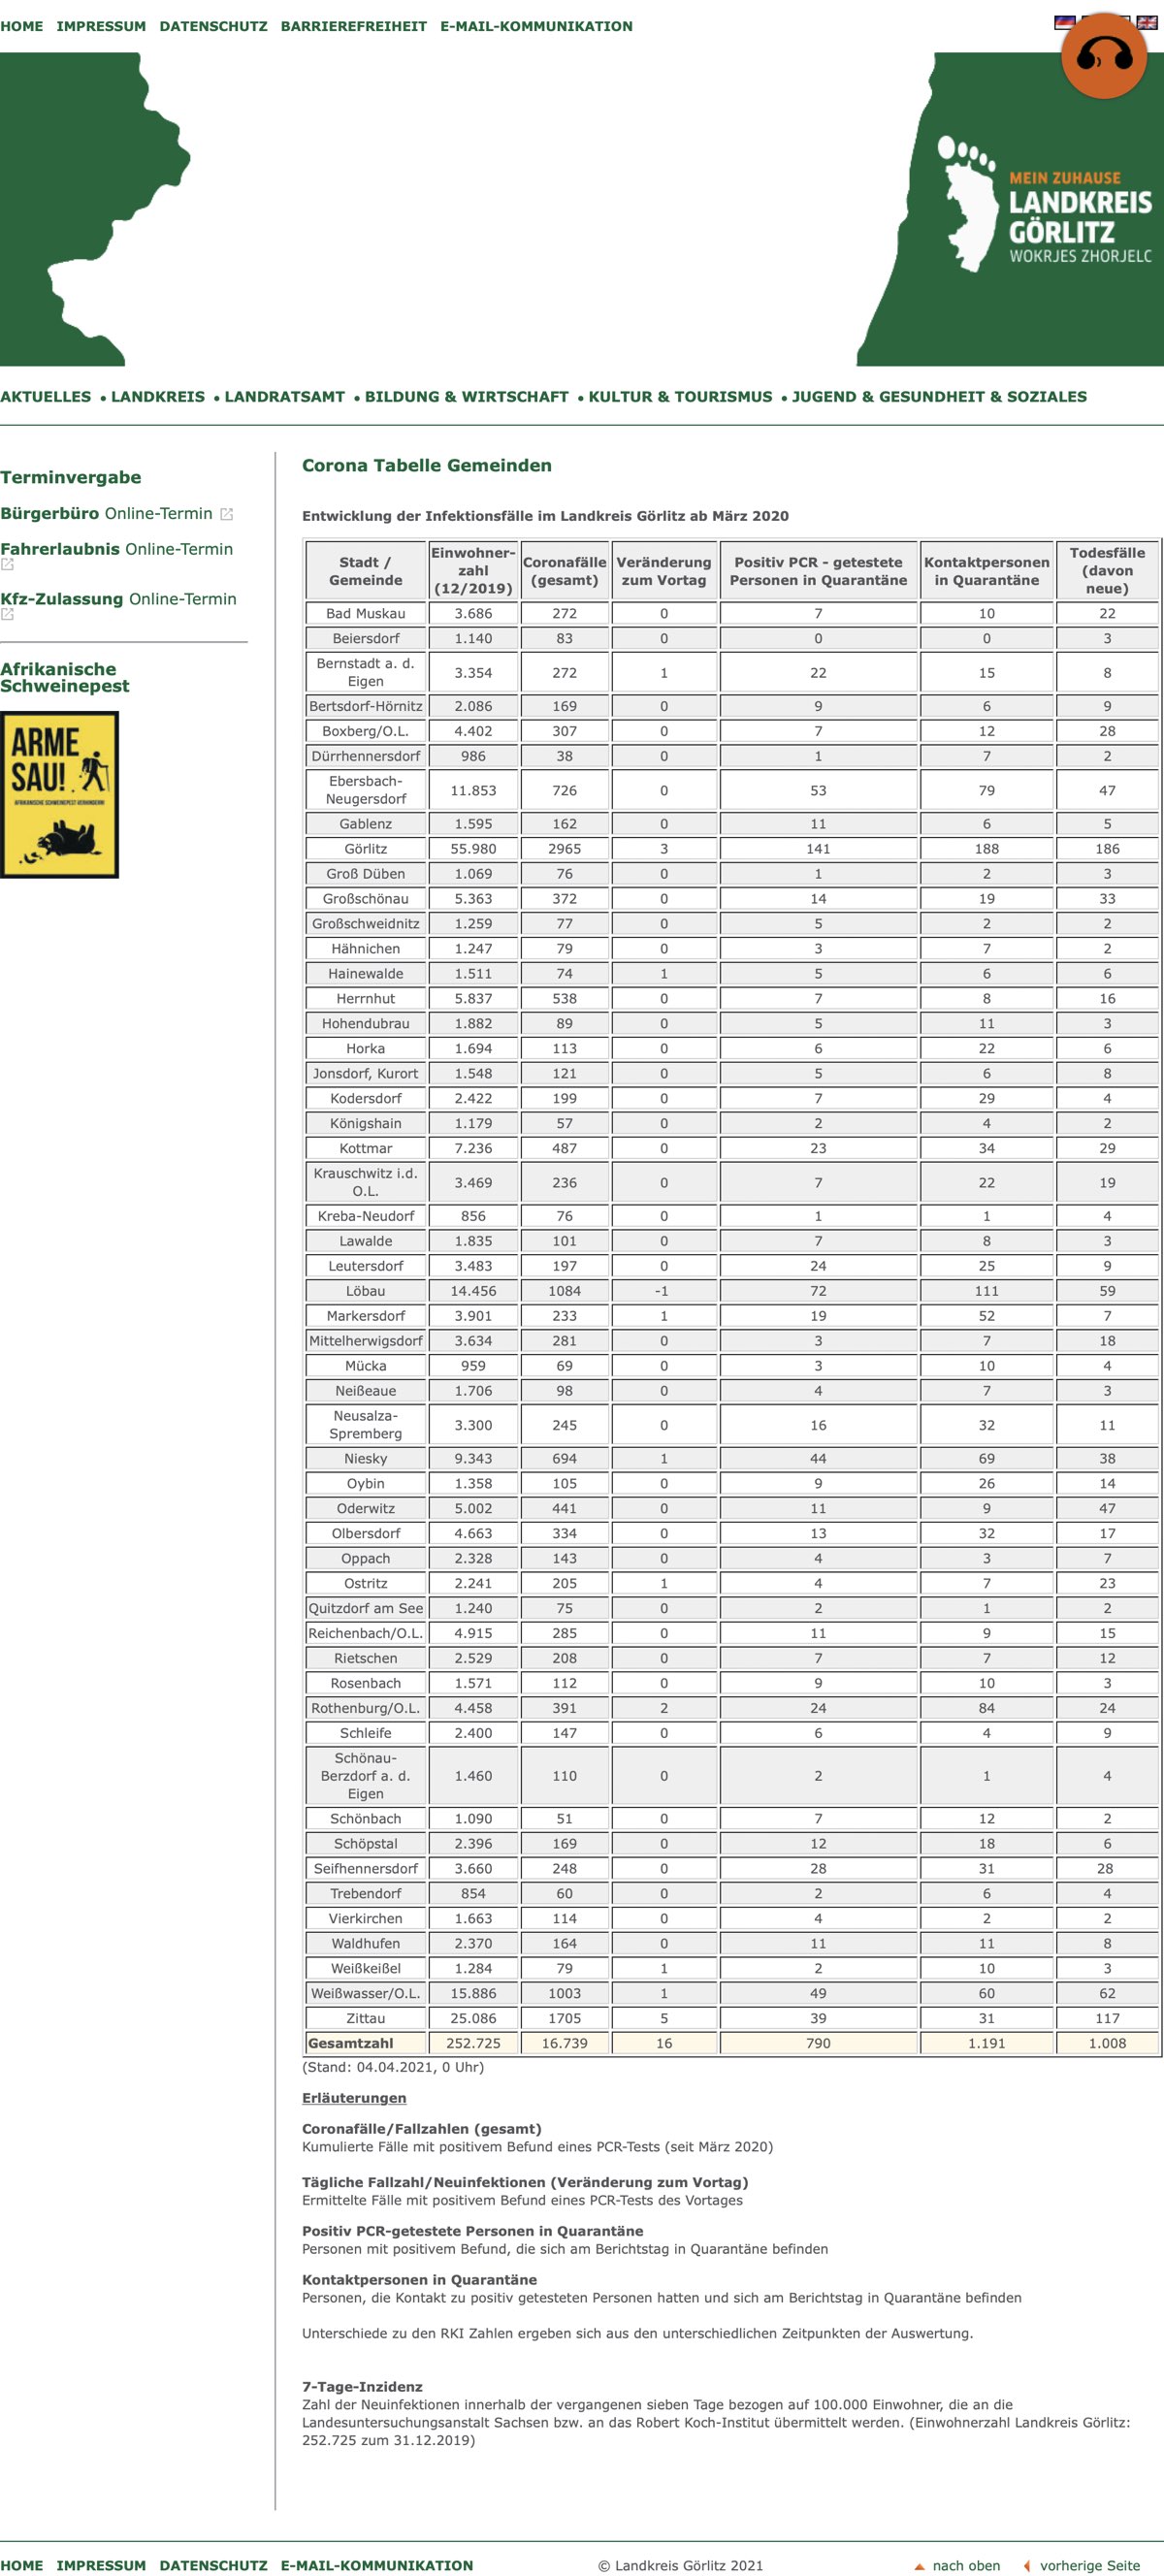 HOME IMPRESSUM DATENSCHUTZ BARRIEREFREIHEIT E-MAIL-KOMMUNIKATION
MEIN ZUHAUSE
LANDKREIS
GÖRLITZ
WOKRJES ZHORJELC
AKTUELLES • LANDKREIS • LANDRATSAMT • BILDUNG & WIRTSCHAFT • KULTUR & TOURISMUS • JUGEND & GESUNDHEIT & SOZIALES
Terminvergabe
Bürgerbüro Online-Termin
Fahrerlaubnis Online-Termin
Kfz-Zulassung Online-Termin
Afrikanische
Schweinepest
ARME
SAU!
AFRIKANISCHE SCHWEINEPEST VERHINDERN!
Corona Tabelle Gemeinden
Entwicklung der Infektionsfälle im Landkreis Görlitz ab März 2020
Stadt / Gemeinde Einwohner-zahl (12/2019) Coronafälle (gesamt) Veränderung zum Vortag Positiv PCR - getestete Personen in Quarantäne Kontaktpersonen in Quarantäne Todesfälle (davon neue)
Bad Muskau 3.686 272 0 7 10 22
Beiersdorf 1.140 83 0 0 0 3
Bernstadt a. d. Eigen 3.354 272 1 22 15 8
Bertsdorf-Hörnitz 2.086 169 0 9 6 9
Boxberg/O.L. 4.402 307 0 7 12 28
Dürrhennersdorf 986 38 0 1 7 2
Ebersbach-Neugersdorf 11.853 726 0 53 79 47
Gablenz 1.595 162 0 11 6 5
Görlitz 55.980 2965 3 141 188 186
Groß Düben 1.069 76 0 1 2 3
Großschönau 5.363 372 0 14 19 33
Großschweidnitz 1.259 77 0 5 2 2
Hähnichen 1.247 79 0 3 7 2
Hainewalde 1.511 74 1 5 6 6
Herrnhut 5.837 538 0 7 8 16
Hohendubrau 1.882 89 0 5 11 3
Horka 1.694 113 0 6 22 6
Jonsdorf, Kurort 1.548 121 0 5 6 8
Kodersdorf 2.422 199 0 7 29 4
Königshain 1.179 57 0 2 4 2
Kottmar 7.236 487 0 23 34 29
Krauschwitz i.d. O.L. 3.469 236 0 7 22 19
Kreba-Neudorf 856 76 0 1 1 4
Lawalde 1.835 101 0 7 8 3
Leutersdorf 3.483 197 0 24 25 9
Löbau 14.456 1084 -1 72 111 59
Markersdorf 3.901 233 1 19 52 7
Mittelherwigsdorf 3.634 281 0 3 7 18
Mücka 959 69 0 3 10 4
Neißeaue 1.706 98 0 4 7 3
Neusalza-Spremberg 3.300 245 0 16 32 11
Niesky 9.343 694 1 44 69 38
Oybin 1.358 105 0 9 26 14
Oderwitz 5.002 441 0 11 9 47
Olbersdorf 4.663 334 0 13 32 17
Oppach 2.328 143 0 4 3 7
Ostritz 2.241 205 1 4 7 23
Quitzdorf am See 1.240 75 0 2 1 2
Reichenbach/O.L. 4.915 285 0 11 9 15
Rietschen 2.529 208 0 7 7 12
Rosenbach 1.571 112 0 9 10 3
Rothenburg/O.L. 4.458 391 2 24 84 24
Schleife 2.400 147 0 6 4 9
Schönau-Berzdorf a. d. Eigen 1.460 110 0 2 1 4
Schönbach 1.090 51 0 7 12 2
Schöpstal 2.396 169 0 12 18 6
Seifhennersdorf 3.660 248 0 28 31 28
Trebendorf 854 60 0 2 6 4
Vierkirchen 1.663 114 0 4 2 2
Waldhufen 2.370 164 0 11 11 8
Weißkeißel 1.284 79 1 2 10 3
Weißwasser/O.L. 15.886 1003 1 49 60 62
Zittau 25.086 1705 5 39 31 117
Gesamtzahl 252.725 16.739 16 790 1.191 1.008
(Stand: 04.04.2021, 0 Uhr)
Erläuterungen
Coronafälle/Fallzahlen (gesamt)
Kumulierte Fälle mit positivem Befund eines PCR-Tests (seit März 2020)
Tägliche Fallzahl/Neuinfektionen (Veränderung zum Vortag)
Ermittelte Fälle mit positivem Befund eines PCR-Tests des Vortages
Positiv PCR-getestete Personen in Quarantäne
Personen mit positivem Befund, die sich am Berichtstag in Quarantäne befinden
Kontaktpersonen in Quarantäne
Personen, die Kontakt zu positiv getesteten Personen hatten und sich am Berichtstag in Quarantäne befinden
Unterschiede zu den RKI Zahlen ergeben sich aus den unterschiedlichen Zeitpunkten der Auswertung.
7-Tage-Inzidenz
Zahl der Neuinfektionen innerhalb der vergangenen sieben Tage bezogen auf 100.000 Einwohner, die an die
Landesuntersuchungsanstalt Sachsen bzw. an das Robert Koch-Institut übermittelt werden. (Einwohnerzahl Landkreis Görlitz:
252.725 zum 31.12.2019)
HOME IMPRESSUM DATENSCHUTZ E-MAIL-KOMMUNIKATION © Landkreis Görlitz 2021 nach oben vorherige Seite